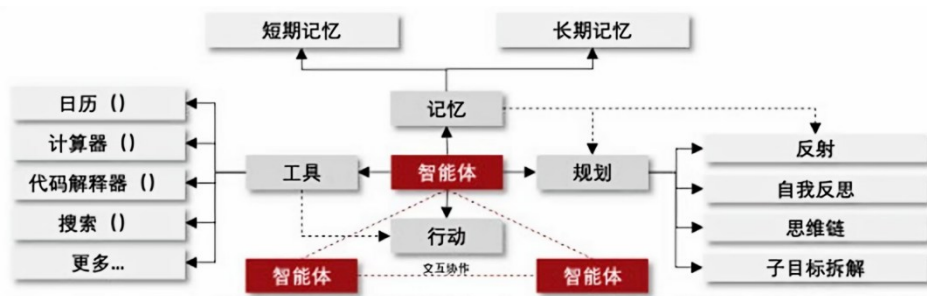 短期记忆
长期记忆
日历（）
计算器（）
代码解释器（）
搜索（）
更多...
工具
记忆
智能体
行动
规划
反射
自我反思
思维链
子目标拆解
智能体
交互协作
智能体